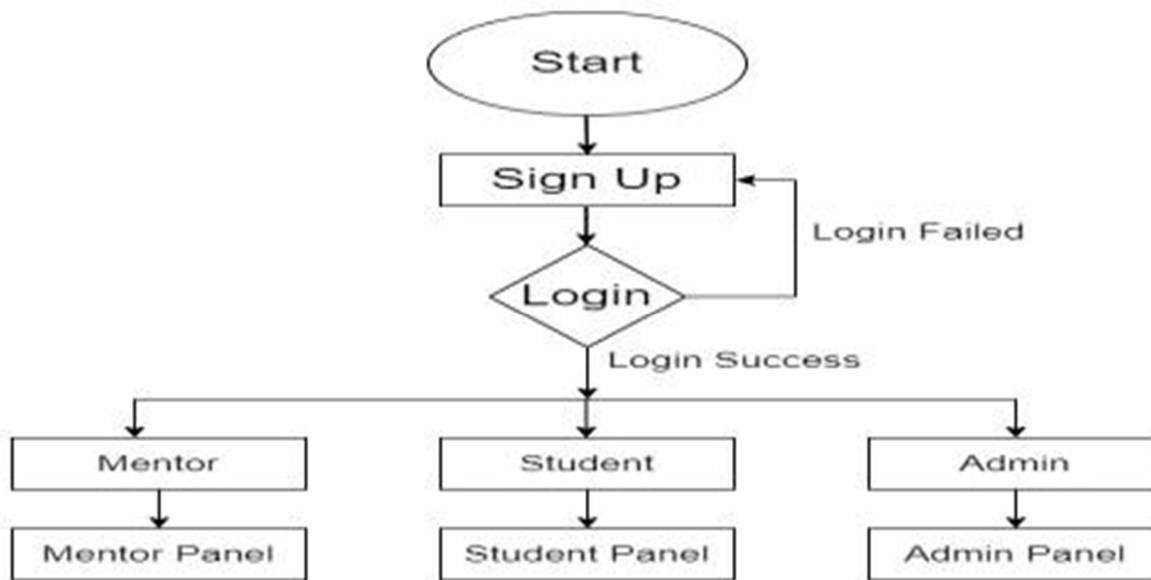 Start
Sign Up
Login Failed
Login
Login Success
Mentor
Student
Admin
Mentor Panel
Student Panel
Admin Panel